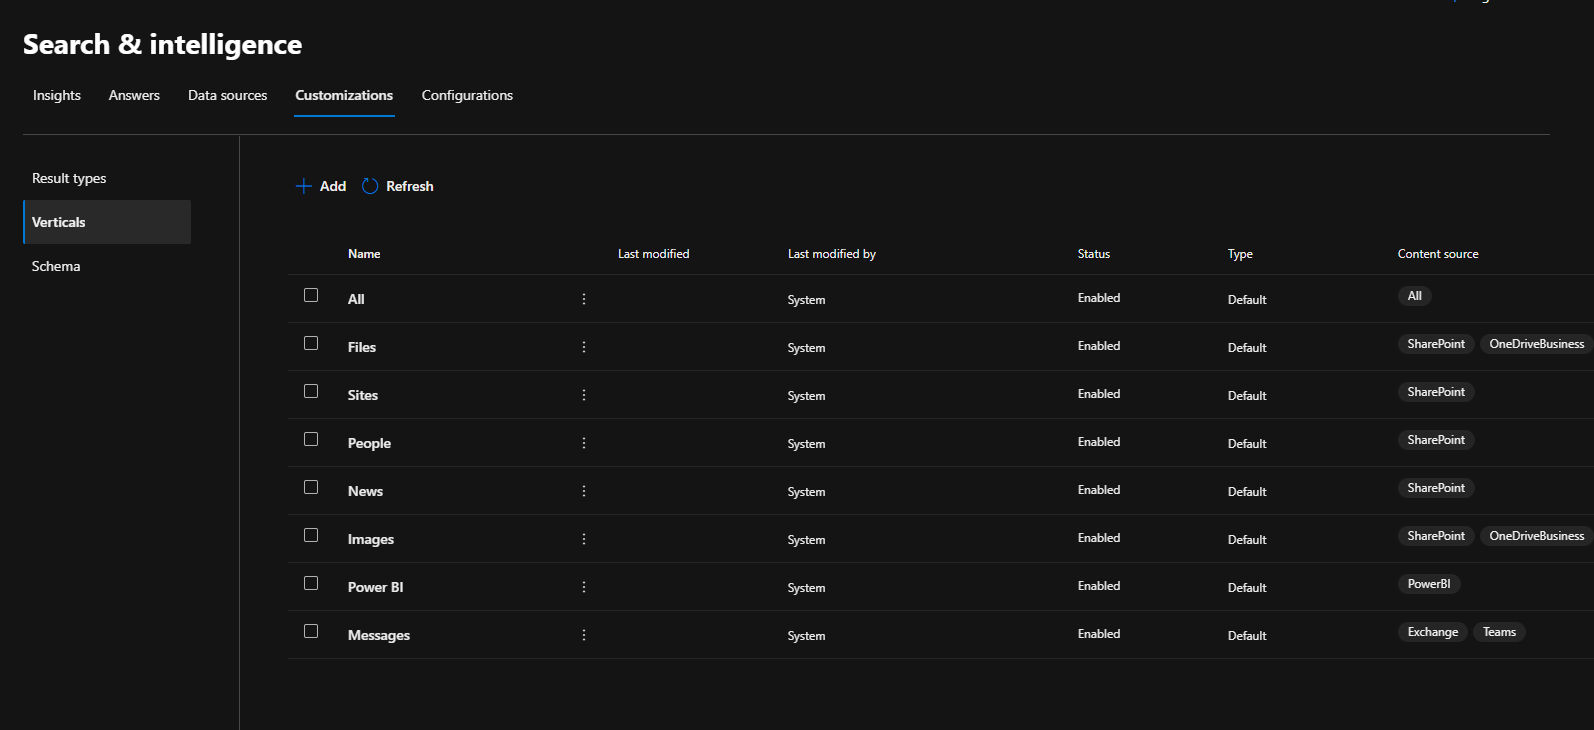 Search & intelligence
Insights Answers Data sources Customizations Configurations
Result types
Verticals
Schema
Add Refresh
Name Last modified Last modified by Status Type Content source
All System Enabled Default All
Files System Enabled Default SharePoint OneDriveBusiness
Sites System Enabled Default SharePoint
People System Enabled Default SharePoint
News System Enabled Default SharePoint
Images System Enabled Default SharePoint OneDriveBusiness
Power BI System Enabled Default PowerBI
Messages System Enabled Default Exchange Teams